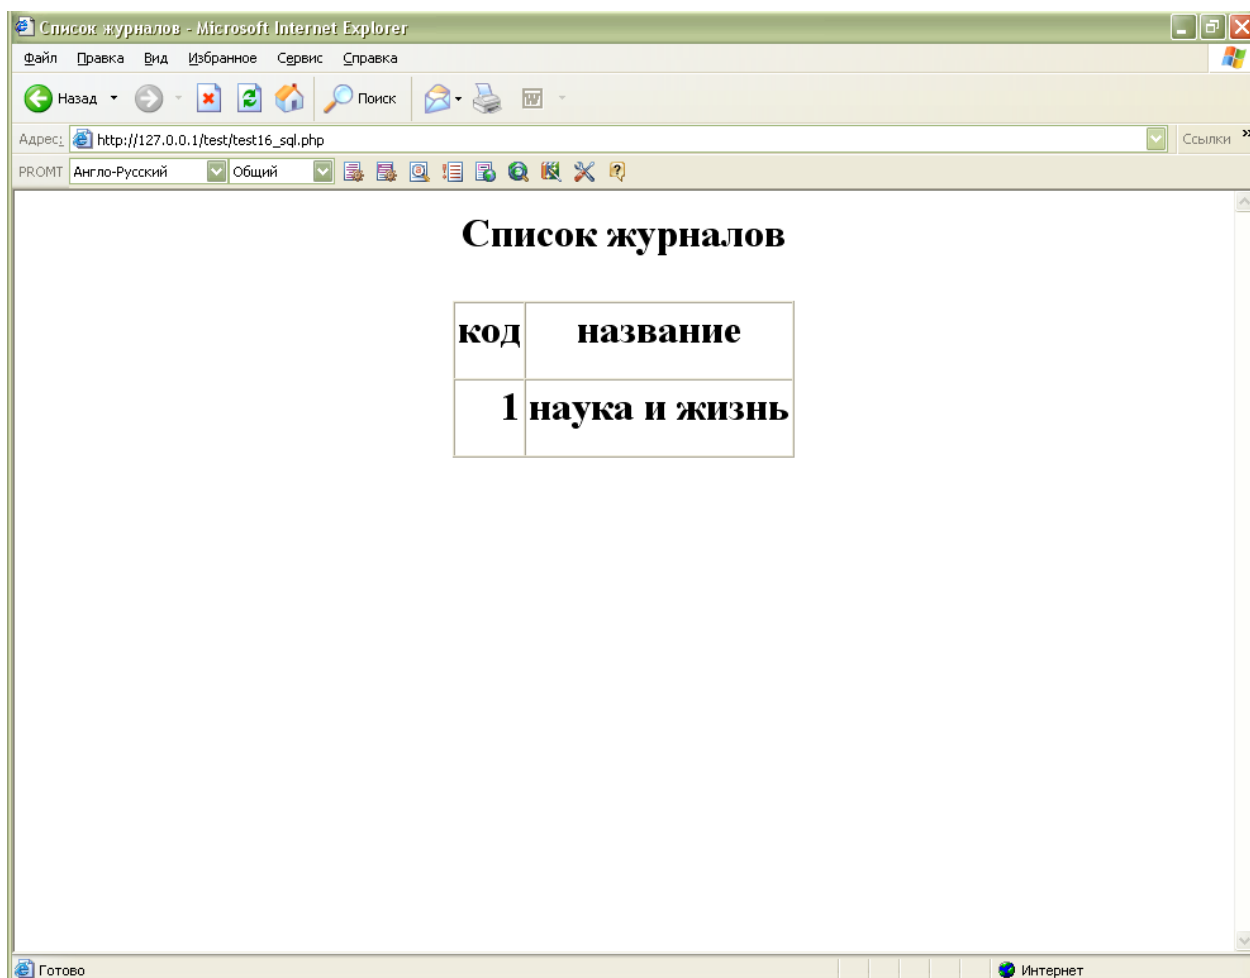 Список журналов - Microsoft Internet Explorer
Файл Правка Вид Избранное Сервис Справка
Назад Поиск W
Адрес: http://127.0.0.1/test/test16_sql.php Ссылки »
PROMT Англо-Русский Общий
Список журналов
код название
1 наука и жизнь
Готово Интернет